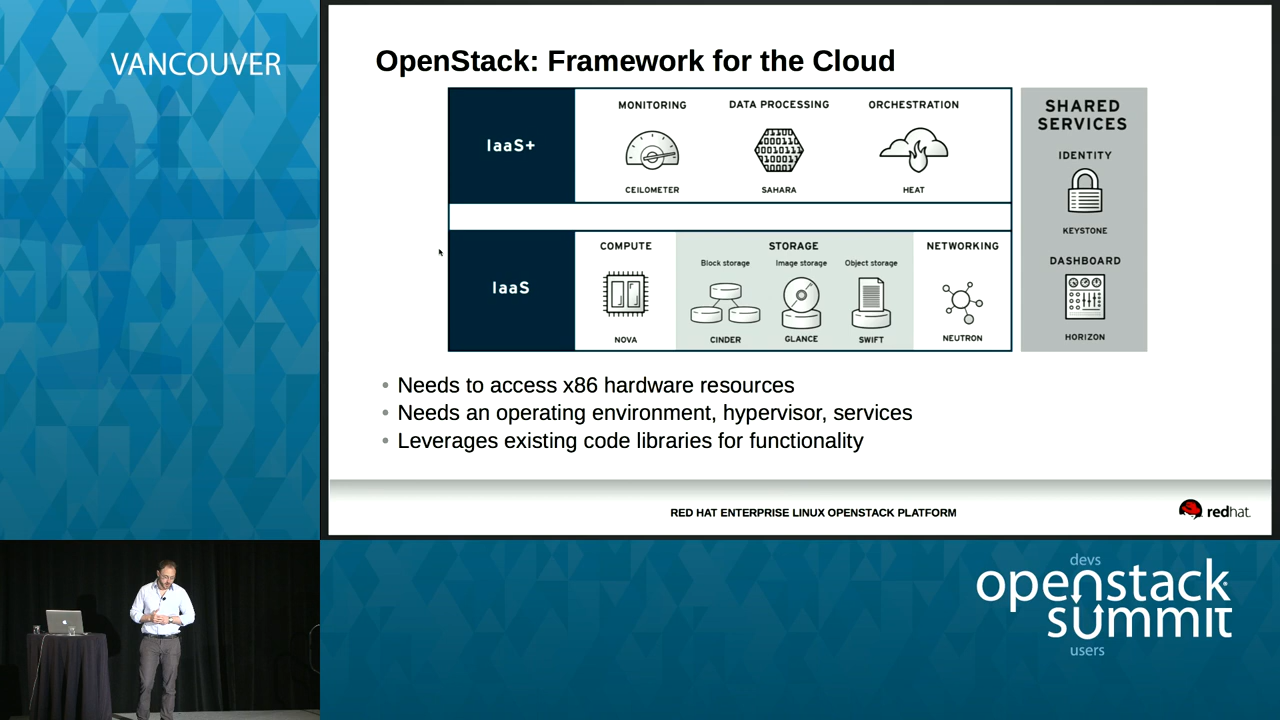 VANCOUVER
OpenStack: Framework for the Cloud
IaaS+
MONITORING
CEILOMETER
DATA PROCESSING
SAHARA
ORCHESTRATION
HEAT
IaaS
COMPUTE
NOVA
STORAGE
Block storage
CINDER
Image storage
GLANCE
Object storage
SWIFT
NETWORKING
NEUTRON
SHARED
SERVICES
IDENTITY
KEYSTONE
DASHBOARD
HORIZON
• Needs to access x86 hardware resources
• Needs an operating environment, hypervisor, services
• Leverages existing code libraries for functionality
RED HAT ENTERPRISE LINUX OPENSTACK PLATFORM
redhat.
devs
openstack
summit
users